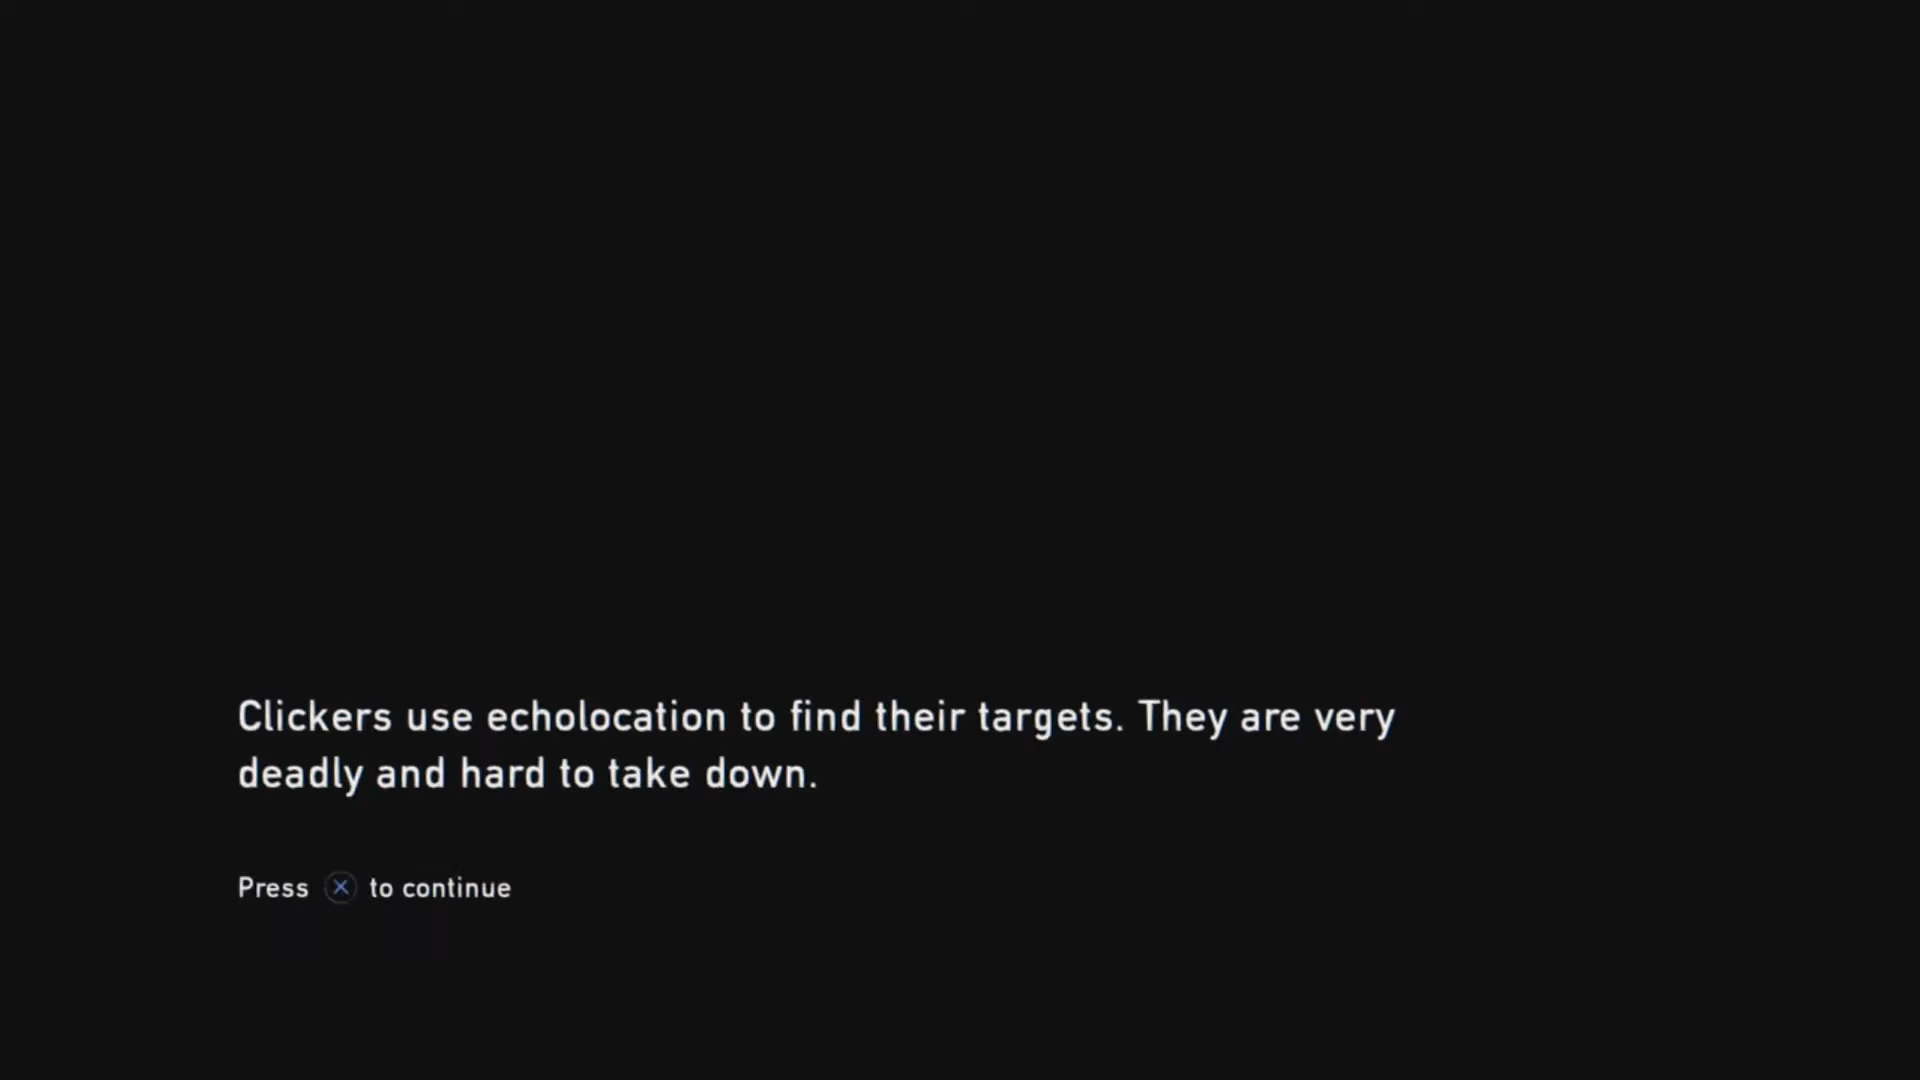 Clickers use echolocation to find their targets. They are very
deadly and hard to take down.
Press ✕ to continue